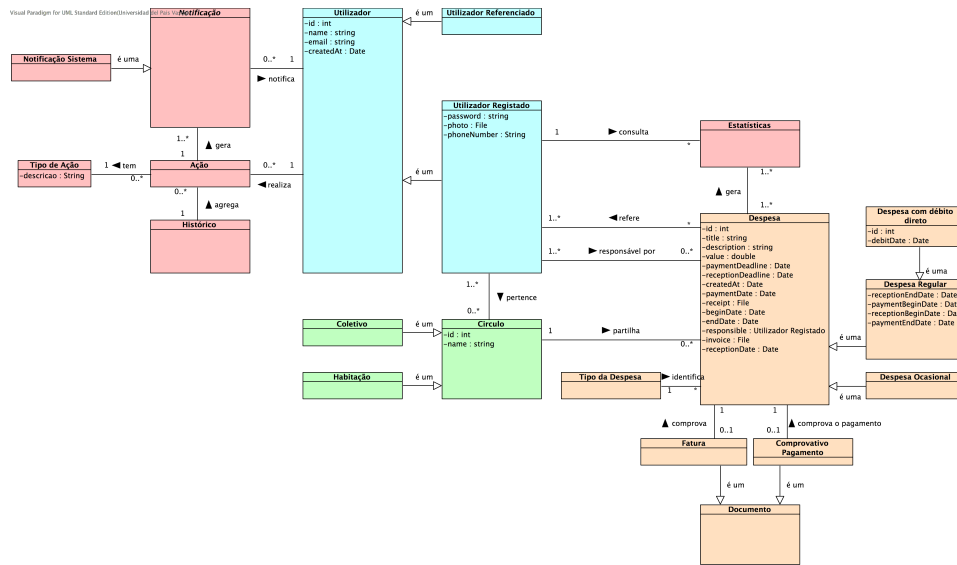 Visual Paradigm for UML Standard Edition(Universidad del Pais Va
Notificação
Utilizador
-id : int
-name : string
-email : string
-createdAt : Date
é um
Utilizador Referenciado
Notificação Sistema
é uma
0..*
1
notifica
Utilizador Registado
-password : string
-photo : File
-phoneNumber : String
1
consulta
*
Estatísticas
1..*
gera
1
Tipo de Ação
-descricao : String
1
tem
0..*
Ação
0..*
1
realiza
é um
0..*
agrega
1
Histórico
1..*
gera
1..*
1..*
refere
*
1..*
responsável por
0..*
Despesa
-id : int
-title : string
-description : string
-value : double
-paymentDeadline : Date
-receptionDeadline : Date
-createdAt : Date
-paymentDate : Date
-receipt : File
-beginDate : Date
-endDate : Date
-responsible : Utilizador Registado
-invoice : File
-receptionDate : Date
Despesa com débito
direto
-id : int
-debitDate : Date
é uma
Despesa Regular
-receptionEndDate : Date
-paymentBeginDate : Dat
-receptionBeginDate : Dat
-paymentEndDate : Date
é uma
1..*
pertence
0..*
Coletivo
é um
Circulo
-id : int
-name : string
1
partilha
0..*
Habitação
é um
Tipo da Despesa
identifica
1
*
Despesa Ocasional
é uma
1
comprova
0..1
1
comprova o pagamento
0..1
Fatura
Comprovativo
Pagamento
é um
é um
Documento